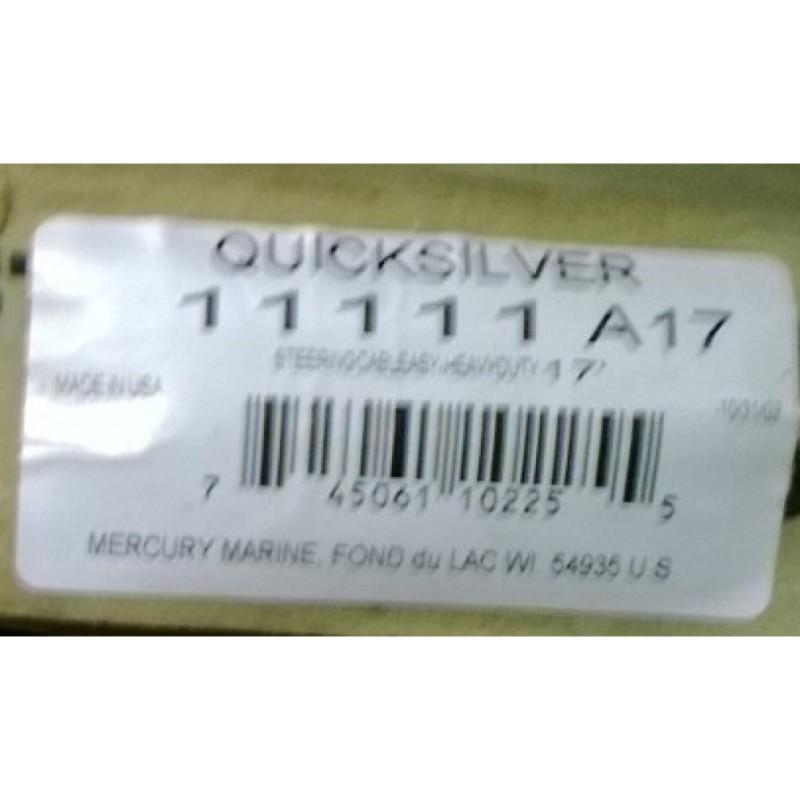 QUICKSILVER
11111 A17
STEERING CABLE ASY-HEAVY DUTY 17'
MADE IN USA
7 45061 10225 5
MERCURY MARINE, FOND du LAC WI. 54935 U S